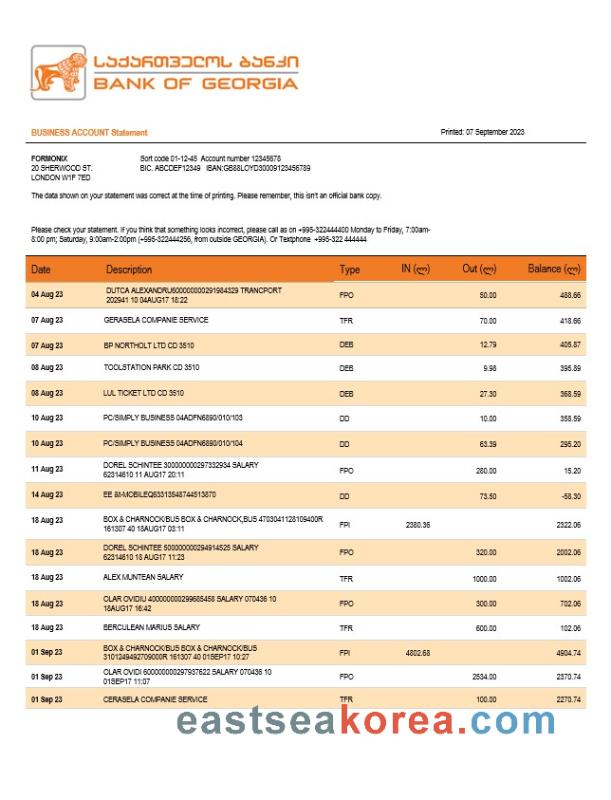 საქართველოს ბანკი
BANK OF GEORGIA
BUSINESS ACCOUNT Statement Printed: 07 September 2023
FORMONIX Sort code 01-12-45 Account number 12345678
20 SHERWOOD ST. BIC. ABCDEF12349 IBAN:GB88LOYD30009123456789
LONDON W1F 7ED
The data shown on your statement was correct at the time of printing. Please remember, this isn't an official bank copy.
Please check your statement. If you think that something looks incorrect, please call as on +995-322444400 Monday to Friday, 7:00am-
8:00 pm; Saturday, 9:00am-2:00pm (+995-322444256, from outside GEORGIA). Or Textphone +995-322 444444
Date Description Type IN (ლ) Out (ლ) Balance (ლ)
04 Aug 23 DUTCA ALEXANDRU600000000291984329 TRANCPORT
202941 10 04AUG17 18:22 FPO 50.00 488.66
07 Aug 23 GERASELA COMPANIE SERVICE TFR 70.00 418.66
07 Aug 23 BP NORTHOLT LTD CD 3510 DEB 12.79 405.87
08 Aug 23 TOOLSTATION PARK CD 3510 DEB 9.98 395.89
08 Aug 23 LUL TICKET LTD CD 3510 DEB 27.30 368.59
10 Aug 23 PC/SIMPLY BUSINESS 04ADFN6890/010/103 DD 10.00 358.59
10 Aug 23 PC/SIMPLY BUSINESS 04ADFN6890/010/104 DD 63.39 295.20
11 Aug 23 DOREL SCHINTEE 300000000297332934 SALARY
62314610 11 AUG17 20:11 FPO 280.00 15.20
14 Aug 23 EE &t-MOBILEQ63313548744513870 DD 73.50 -58.30
18 Aug 23 BOX & CHARNOCK/BUS BOX & CHARNOCK,BUS 4703041128109400R
161307 40 18AUG17 03:11 FPI 2380.36 2322.06
18 Aug 23 DOREL SCHINTEE 500000000294914525 SALARY
62314610 18 AUG17 11:23 FPO 320.00 2002.06
18 Aug 23 ALEX MUNTEAN SALARY TFR 1000.00 1002.06
18 Aug 23 OLAR OVIDIU 400000000299685458 SALARY 070436 10
18AUG17 16:42 FPO 300.00 702.06
18 Aug 23 BERCULEAN MARIUS SALARY TFR 600.00 102.06
01 Sep 23 BOX & CHARNOCK/BUS BOX & CHARNOCK/BUS
3101249492709000R 161307 40 01SEP17 10:27 FPI 4802.68 4904.74
01 Sep 23 OLAR OVIDI 600000000297937622 SALARY 070436 10
01SEP17 11:07 FPO 2534.00 2370.74
01 Sep 23 CERASELA COMPANIE SERVICE TFR 100.00 2270.74
eastseakorea.com